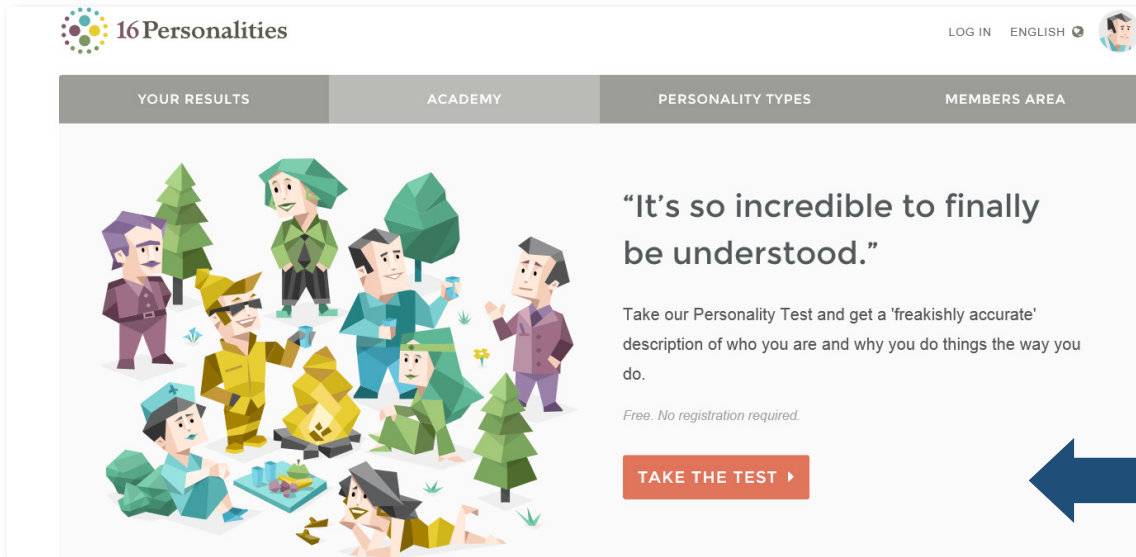 16 Personalities
LOG IN ENGLISH
YOUR RESULTS ACADEMY PERSONALITY TYPES MEMBERS AREA
“It’s so incredible to finally
be understood.”
Take our Personality Test and get a 'freakishly accurate'
description of who you are and why you do things the way you
do.
Free. No registration required.
TAKE THE TEST